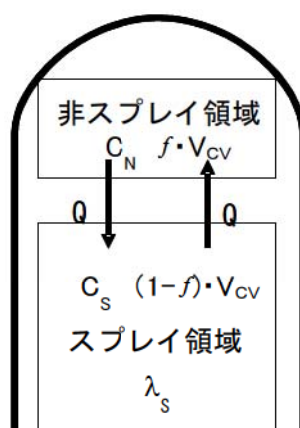 非スプレイ領域
C_N f・V_CV
Q Q
C_S (1-f)・V_CV
スプレイ領域
λ_S